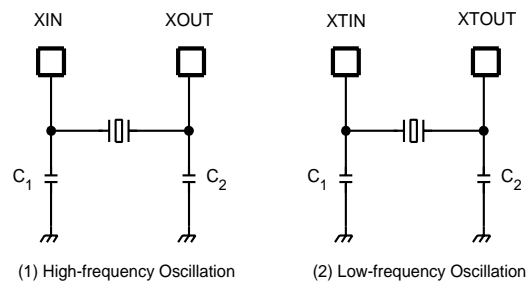 XIN XOUT XTIN XTOUT
C1 C2 C1 C2
(1) High-frequency Oscillation (2) Low-frequency Oscillation